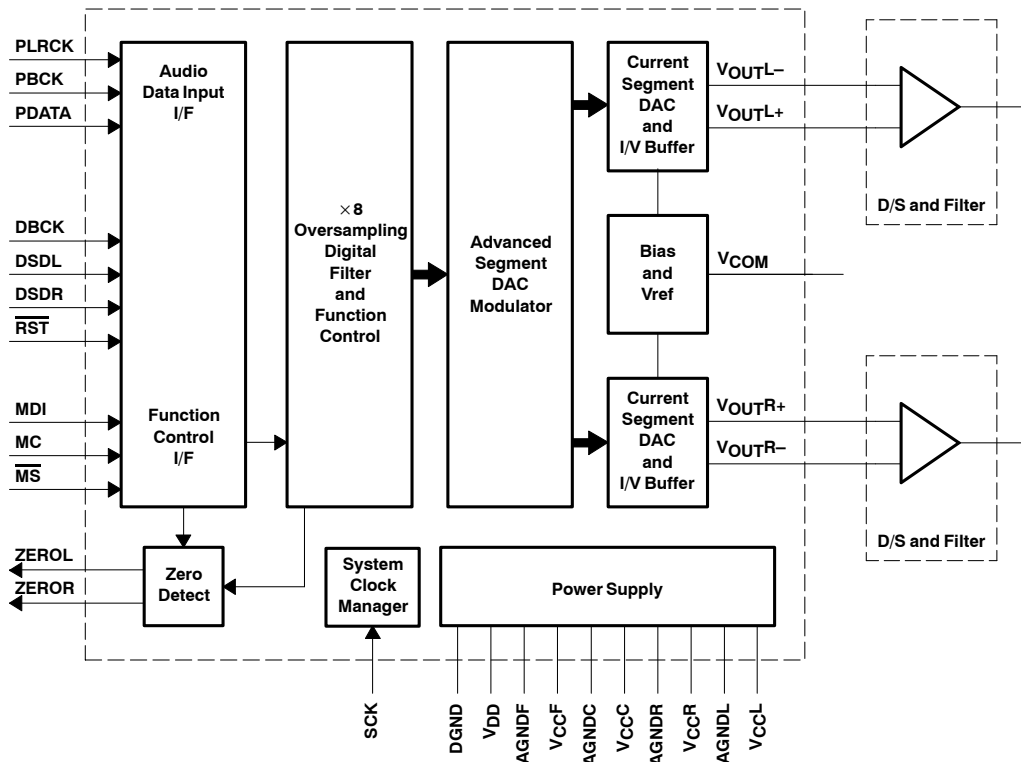 PLRCK
PBCK
PDATA
DBCK
DSDL
DSDR
RST
MDI
MC
MS
ZEROL
ZEROR
Audio
Data Input
I/F
Function
Control
I/F
×8
Oversampling
Digital
Filter
and
Function
Control
Advanced
Segment
DAC
Modulator
Current
Segment
DAC
and
I/V Buffer
Bias
and
Vref
Current
Segment
DAC
and
I/V Buffer
VOUTL–
VOUTL+
VCOM
VOUTR+
VOUTR–
D/S and Filter
D/S and Filter
Zero
Detect
System
Clock
Manager
Power Supply
SCK
DGND
VDD
AGNDF
VCCF
AGNDC
VCCC
AGNDR
VCCR
AGNDL
VCCL